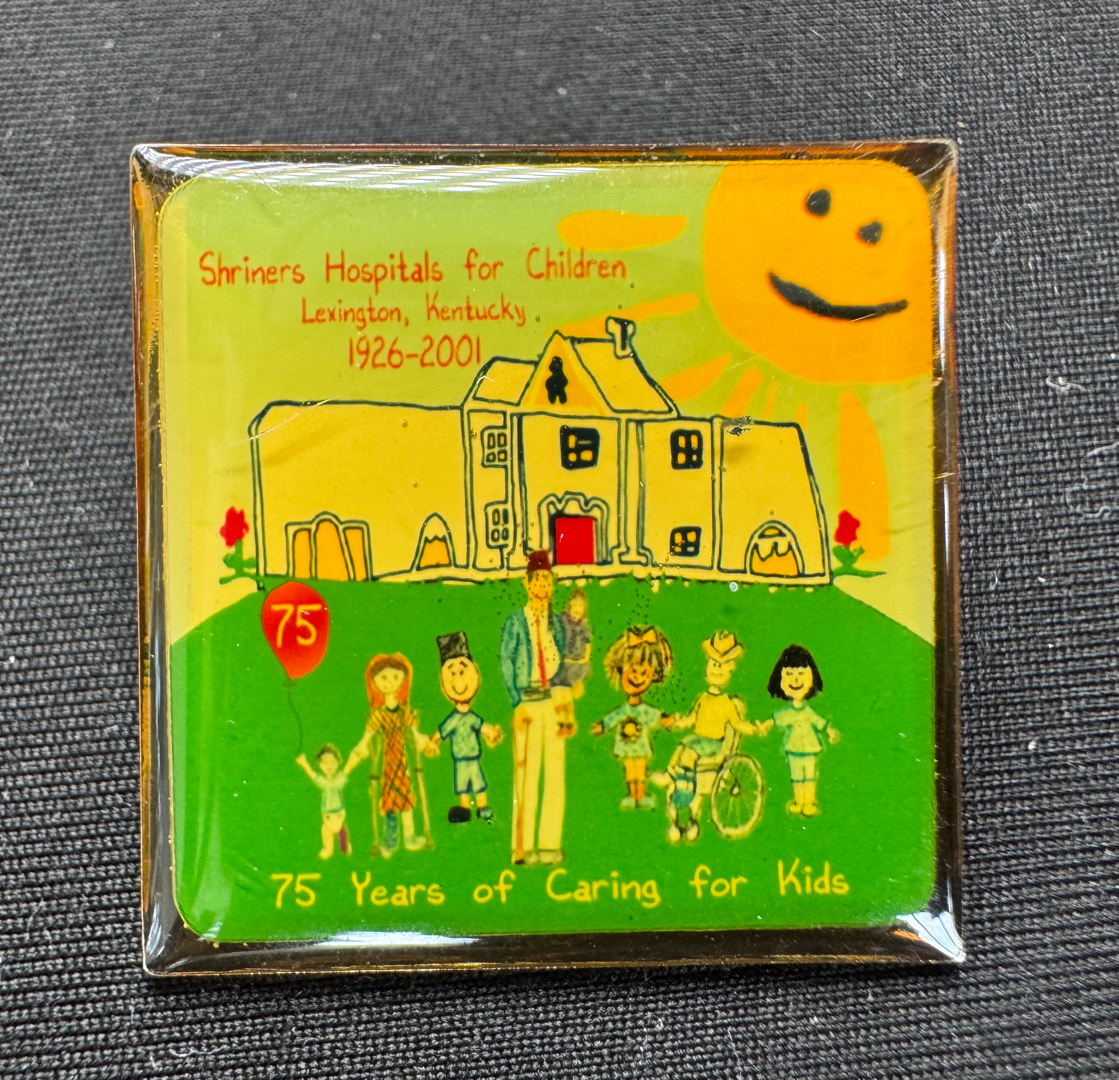 Shriners Hospitals for Children
Lexington, Kentucky
1926-2001
75
75 Years of Caring for Kids